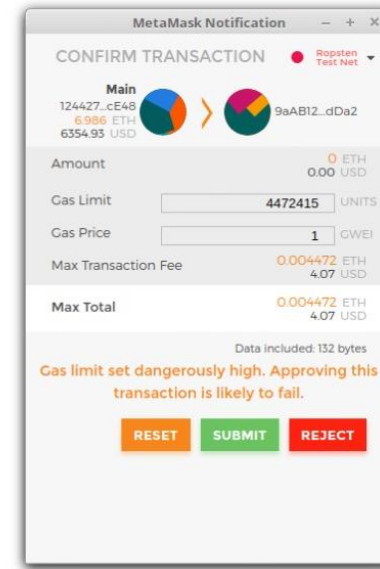 MetaMask Notification
CONFIRM TRANSACTION
Ropsten
Test Net
Main
124427...cE48
6.986 ETH
6354.93 USD
9aAB12...dDa2
Amount
0 ETH
0.00 USD
Gas Limit
4472415 UNITS
Gas Price
1 GWEI
Max Transaction Fee
0.004472 ETH
4.07 USD
Max Total
0.004472 ETH
4.07 USD
Data included: 132 bytes
Gas limit set dangerously high. Approving this
transaction is likely to fail.
RESET SUBMIT REJECT